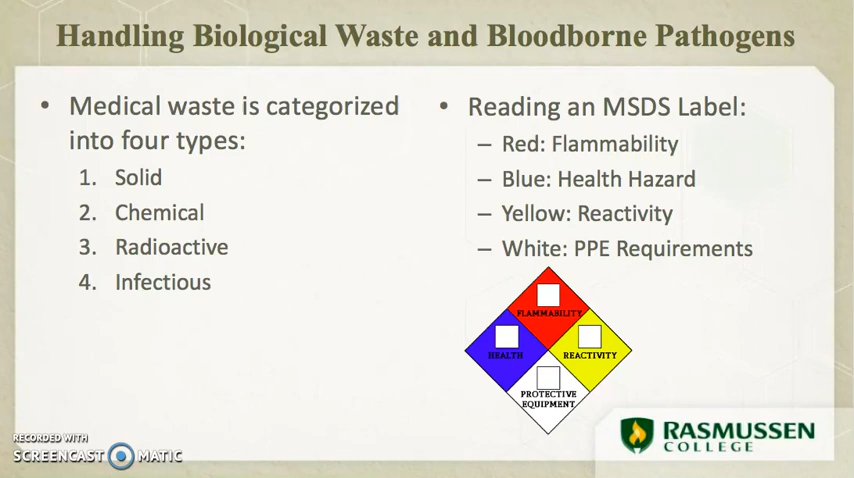 Handling Biological Waste and Bloodborne Pathogens
• Medical waste is categorized
into four types:
1. Solid
2. Chemical
3. Radioactive
4. Infectious
• Reading an MSDS Label:
– Red: Flammability
– Blue: Health Hazard
– Yellow: Reactivity
– White: PPE Requirements
FLAMMABILITY
HEALTH
REACTIVITY
PROTECTIVE
EQUIPMENT
RECORDED WITH
SCREENCAST MATIC
RASMUSSEN
COLLEGE